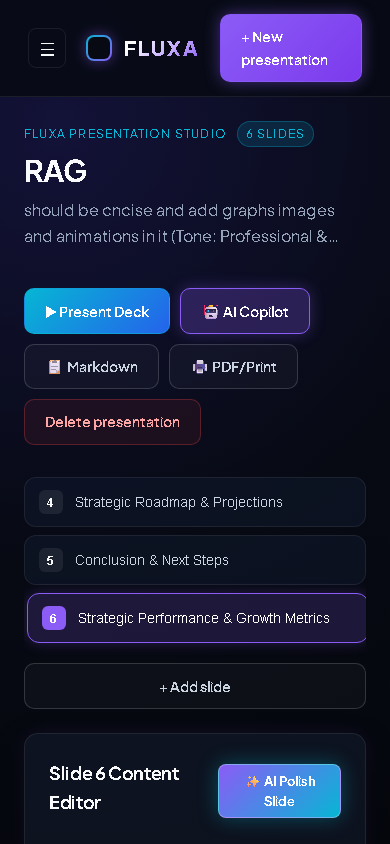 ☰
FLUXA
+ New
presentation
FLUXA PRESENTATION STUDIO
6 SLIDES
RAG
should be cncise and add graphs images
and animations in it (Tone: Professional &...
▶ Present Deck
AI Copilot
Markdown
PDF/Print
Delete presentation
4 Strategic Roadmap & Projections
5 Conclusion & Next Steps
6 Strategic Performance & Growth Metrics
+ Add slide
Slide 6 Content
Editor
✨ AI Polish
Slide